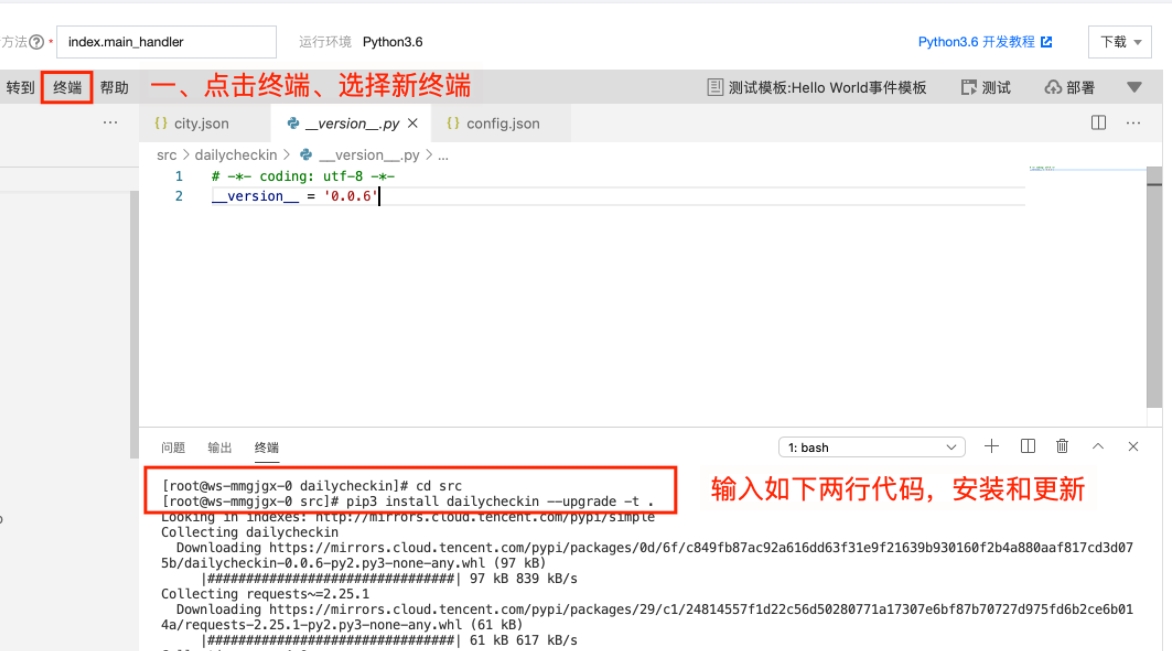 方法 * index.main_handler 运行环境 Python3.6 Python3.6 开发教程 下载
转到 终端 帮助 一、点击终端、选择新终端 测试模板:Hello World事件模板 测试 部署
··· {} city.json __version__.py × {} config.json ···
src > dailycheckin > __version__.py > ...
1 # -*- coding: utf-8 -*-
2 __version__ = '0.0.6'
问题 输出 终端 1: bash
[root@ws-mmgjgx-0 dailycheckin]# cd src
[root@ws-mmgjgx-0 src]# pip3 install dailycheckin --upgrade -t .
输入如下两行代码，安装和更新
Looking in indexes: http://mirrors.cloud.tencent.com/pypi/simple
Collecting dailycheckin
Downloading https://mirrors.cloud.tencent.com/pypi/packages/0d/6f/c849fb87ac92a616dd63f31e9f21639b930160f2b4a880aaf817cd3d07
5b/dailycheckin-0.0.6-py2.py3-none-any.whl (97 kB)
|################################| 97 kB 839 kB/s
Collecting requests~=2.25.1
Downloading https://mirrors.cloud.tencent.com/pypi/packages/29/c1/24814557f1d22c56d50280771a17307e6bf87b70727d975fd6b2ce6b01
4a/requests-2.25.1-py2.py3-none-any.whl (61 kB)
|################################| 61 kB 617 kB/s